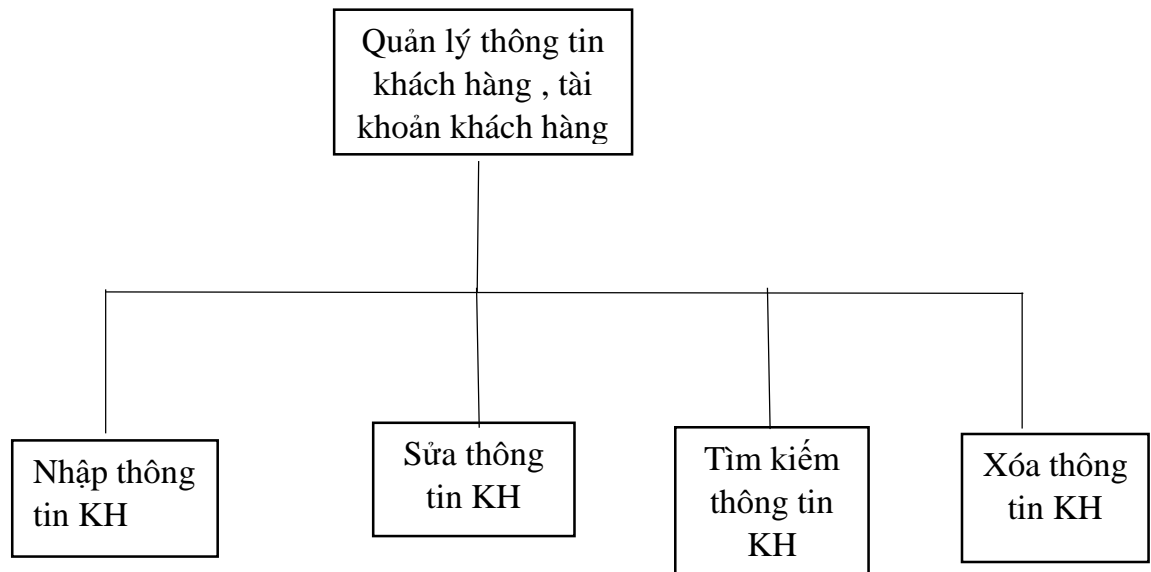 Quản lý thông tin
khách hàng , tài
khoản khách hàng
Nhập thông
tin KH
Sửa thông
tin KH
Tìm kiếm
thông tin
KH
Xóa thông
tin KH